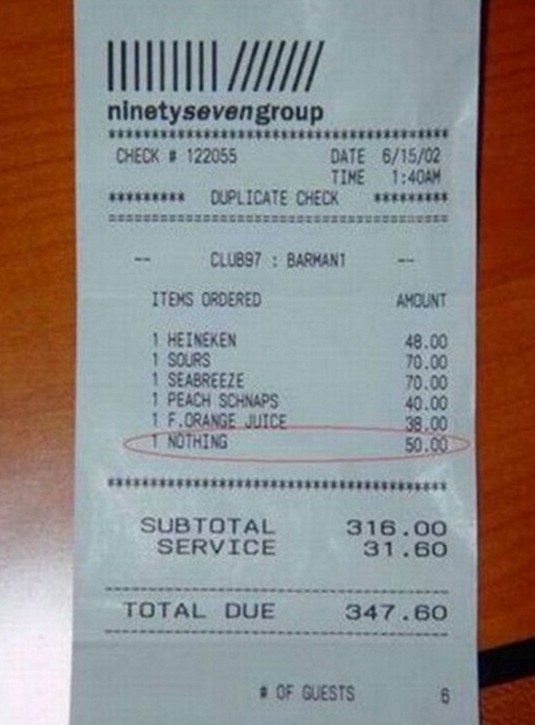 ninetysevengroup
************************************************
CHECK # 122055 DATE 6/15/02
TIME 1:40AM
********* DUPLICATE CHECK *********
================================================
-- CLUB97 : BARMAN1 --
ITEMS ORDERED AMOUNT
1 HEINEKEN 48.00
1 SOURS 70.00
1 SEABREEZE 70.00
1 PEACH SCHNAPS 40.00
1 F.ORANGE JUICE 38.00
1 NOTHING 50.00
************************************************
SUBTOTAL 316.00
SERVICE 31.60
------------------------------------------------
TOTAL DUE 347.60
------------------------------------------------
# OF GUESTS 6